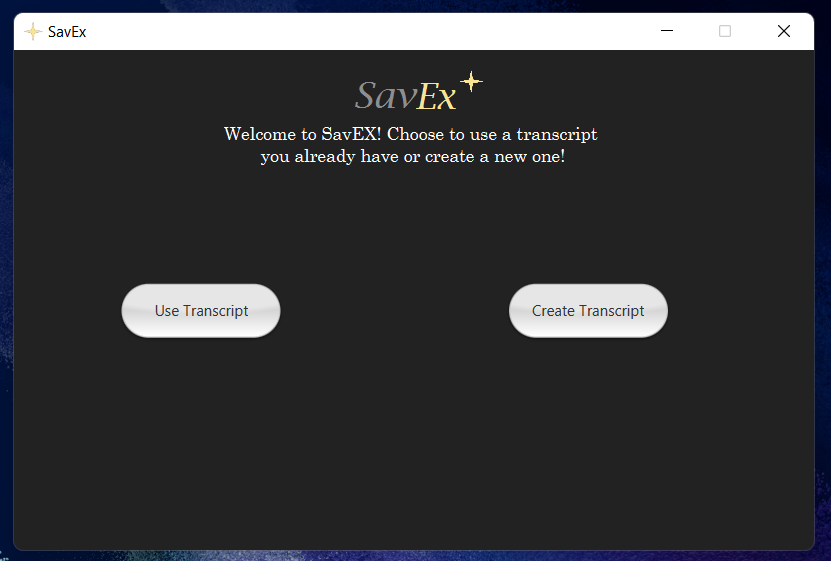 SavEx
SavEx
Welcome to SavEX! Choose to use a transcript
you already have or create a new one!
Use Transcript
Create Transcript